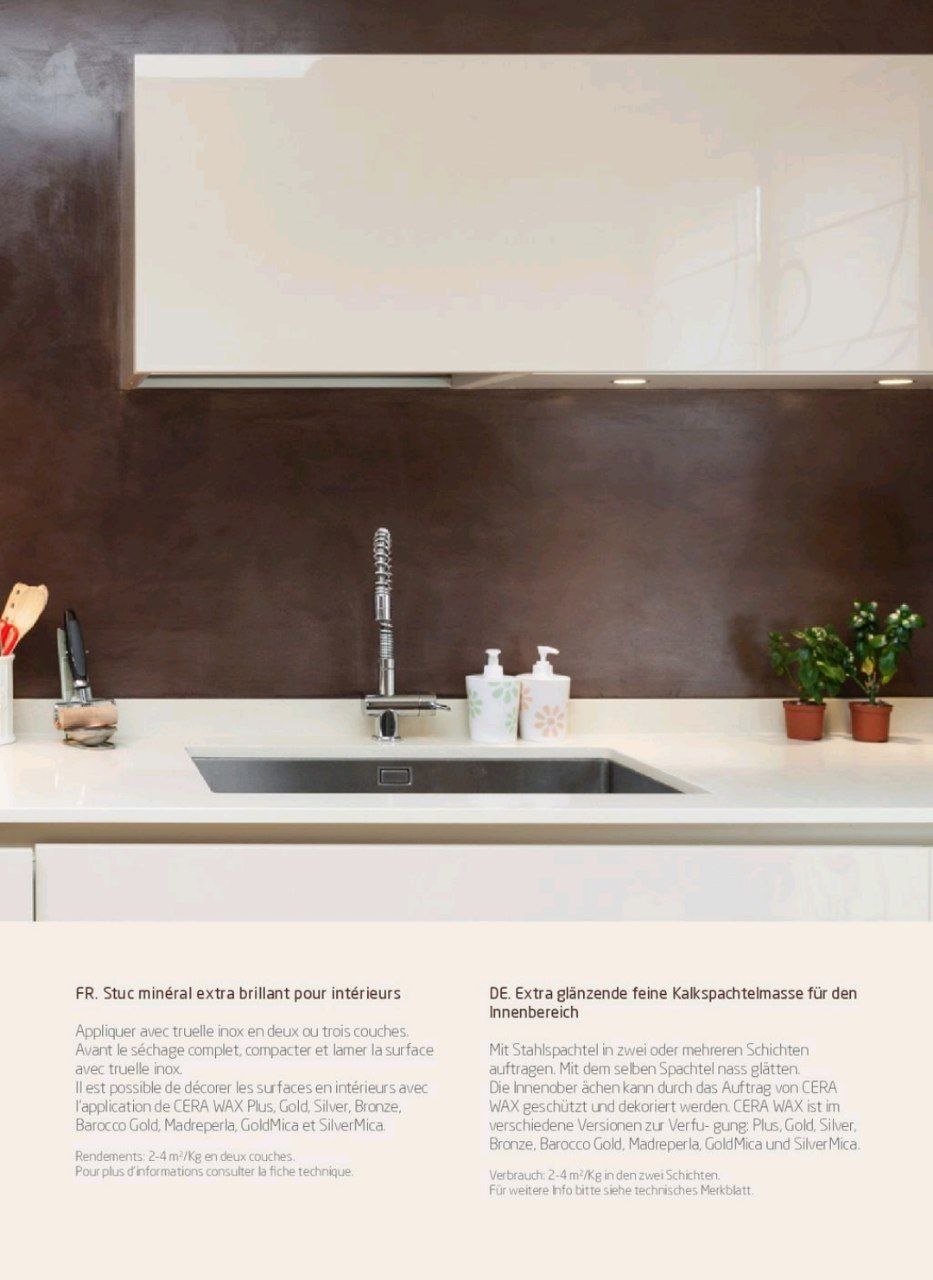 FR. Stuc minéral extra brillant pour intérieurs
Appliquer avec truelle inox en deux ou trois couches.
Avant le séchage complet, compacter et lamer la surface
avec truelle inox.
Il est possible de décorer les surfaces en intérieurs avec
l'application de CERA WAX Plus, Gold, Silver, Bronze,
Barocco Gold, Madreperla, GoldMica et SilverMica.
Rendements: 2-4 m²/Kg en deux couches.
Pour plus d'informations consulter la fiche technique.
DE. Extra glänzende feine Kalkspachtelmasse für den
Innenbereich
Mit Stahlspachtel in zwei oder mehreren Schichten
auftragen. Mit dem selben Spachtel nass glätten.
Die Innenober ächen kann durch das Auftrag von CERA
WAX geschützt und dekoriert werden. CERA WAX ist im
verschiedene Versionen zur Verfu- gung: Plus, Gold, Silver,
Bronze, Barocco Gold, Madreperla, GoldMica und SilverMica.
Verbrauch: 2-4 m²/Kg in den zwei Schichten.
Für weitere Info bitte siehe technisches Merkblatt.